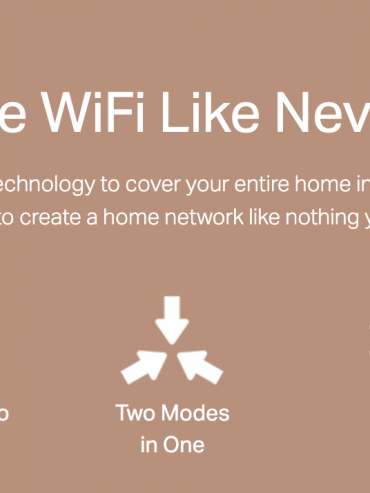 e WiFi Like Nev
echnology to cover your entire home in
to create a home network like nothing y
o
Two Modes
in One